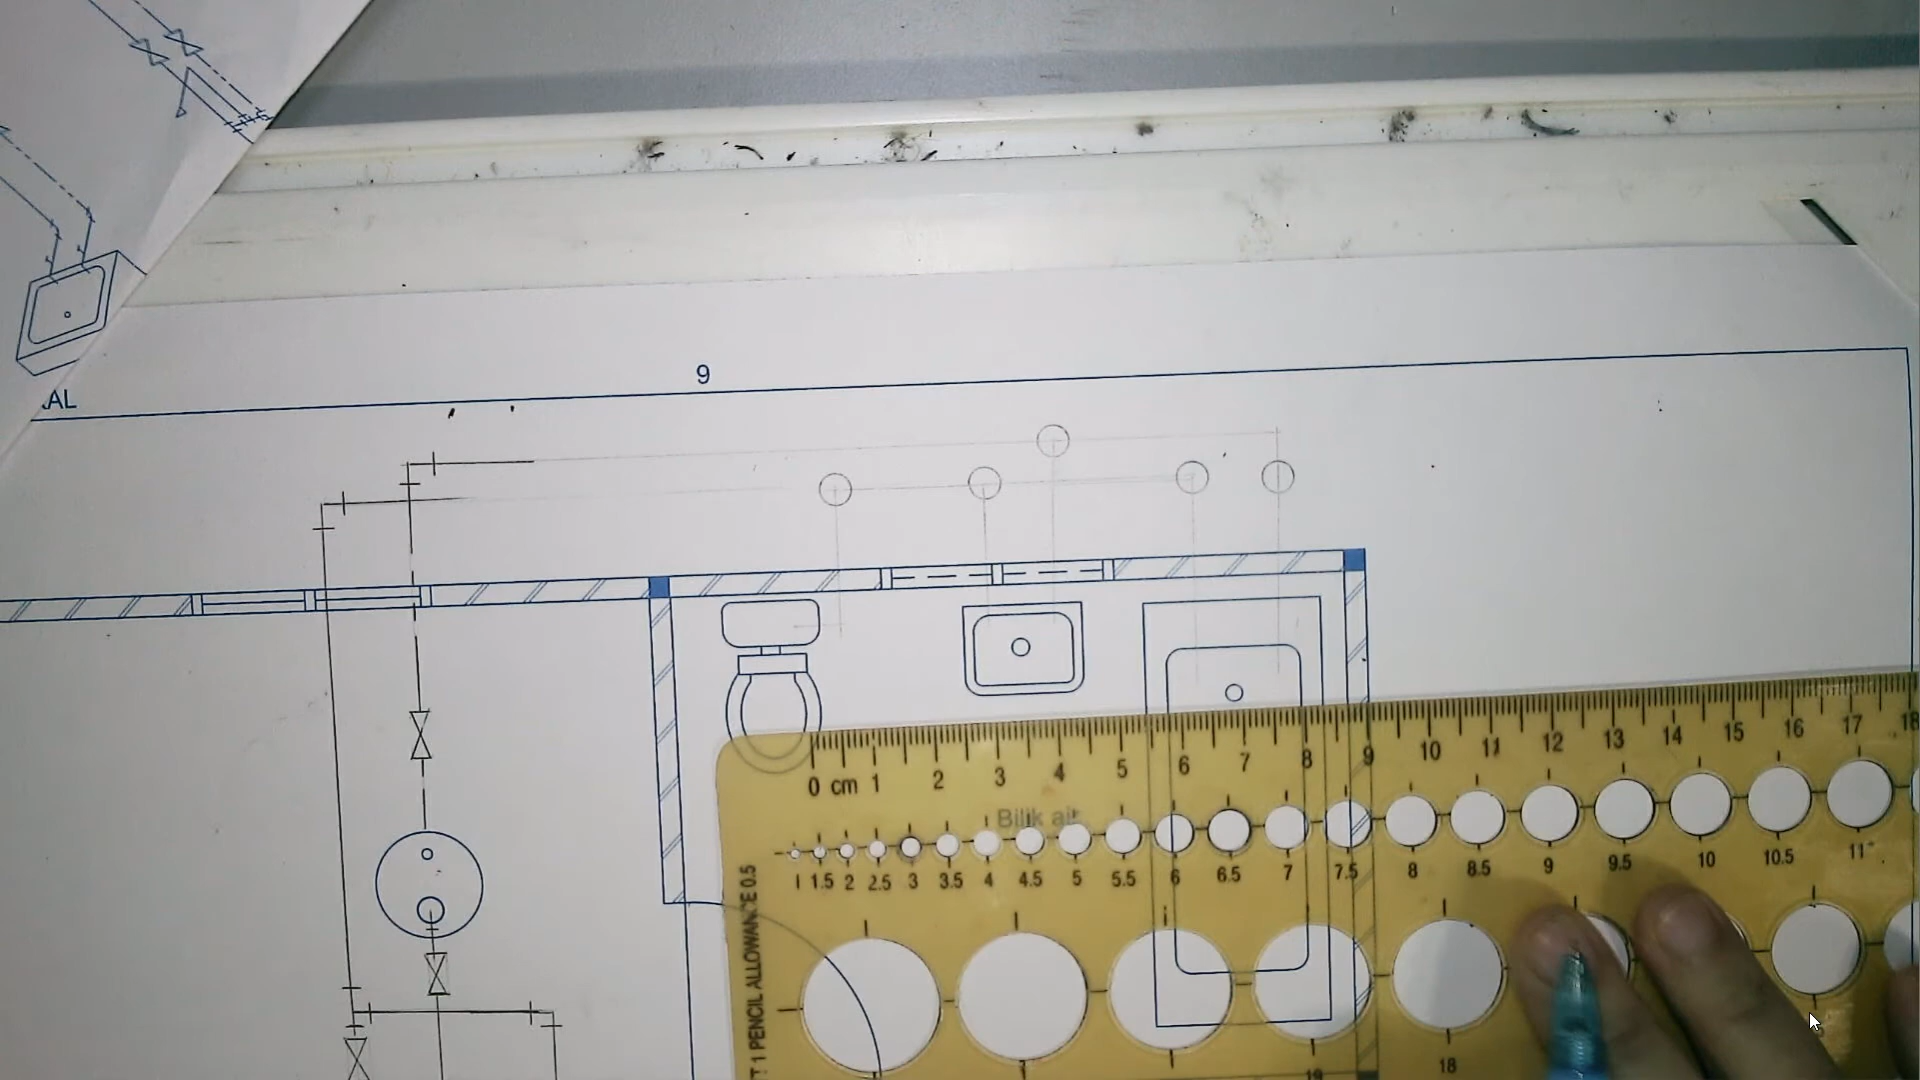 AL
9
0 cm 1 2 3 4 5 6 7 8 9 10 11 12 13 14 15 16 17 18
Bilik air
1 1.5 2 2.5 3 3.5 4 4.5 5 5.5 6 6.5 7 7.5 8 8.5 9 9.5 10 10.5 11
T 1 PENCIL ALLOWANCE 0.5
19 18